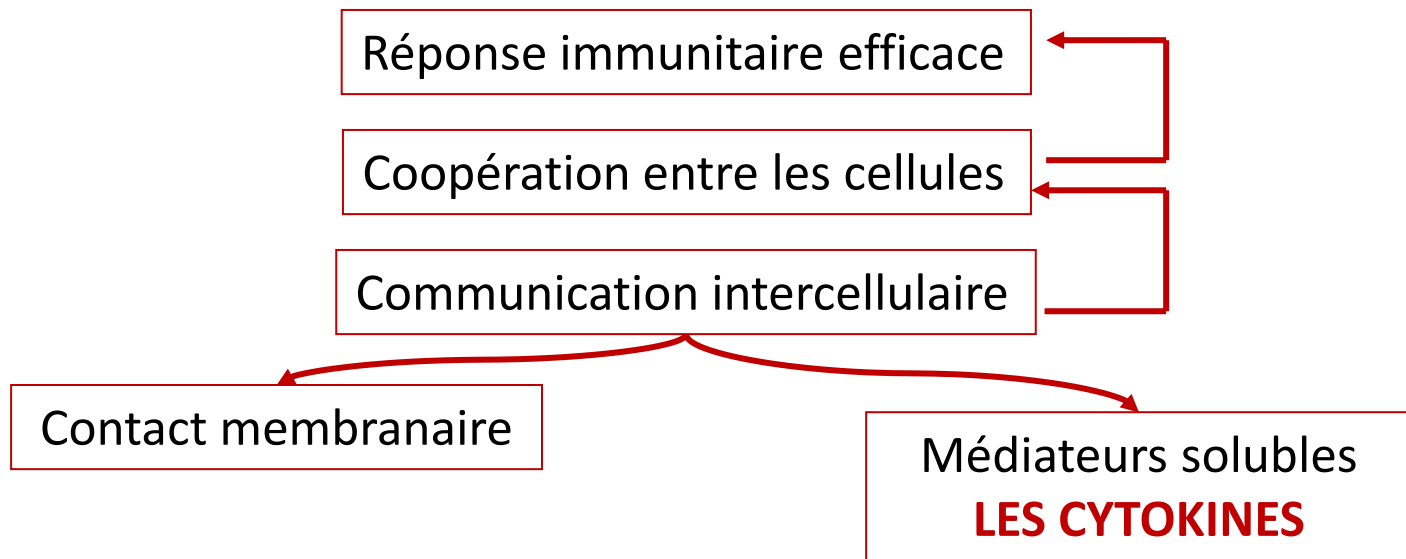 Réponse immunitaire efficace
Coopération entre les cellules
Communication intercellulaire
Contact membranaire
Médiateurs solubles
LES CYTOKINES